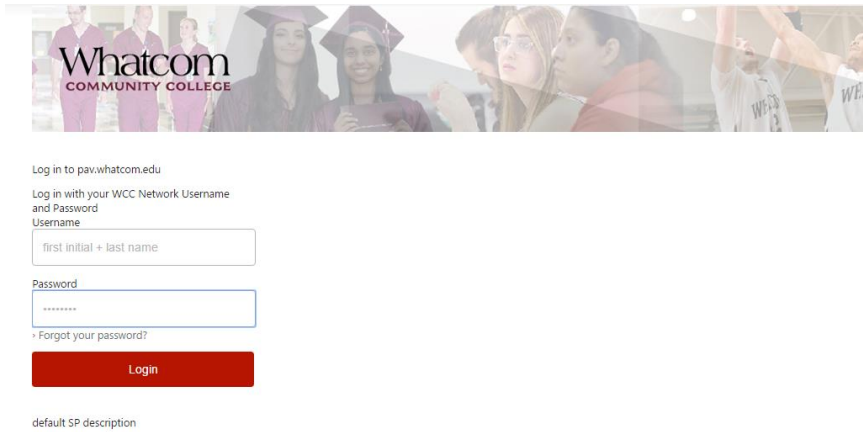 Whatcom
COMMUNITY COLLEGE
Log in to pav.whatcom.edu
Log in with your WCC Network Username
and Password
Username
first initial + last name
Password
········
› Forgot your password?
Login
default SP description